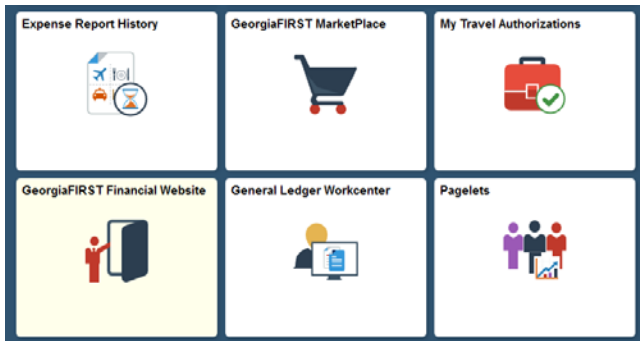 Expense Report History
GeorgiaFIRST MarketPlace
My Travel Authorizations
GeorgiaFIRST Financial Website
General Ledger Workcenter
Pagelets